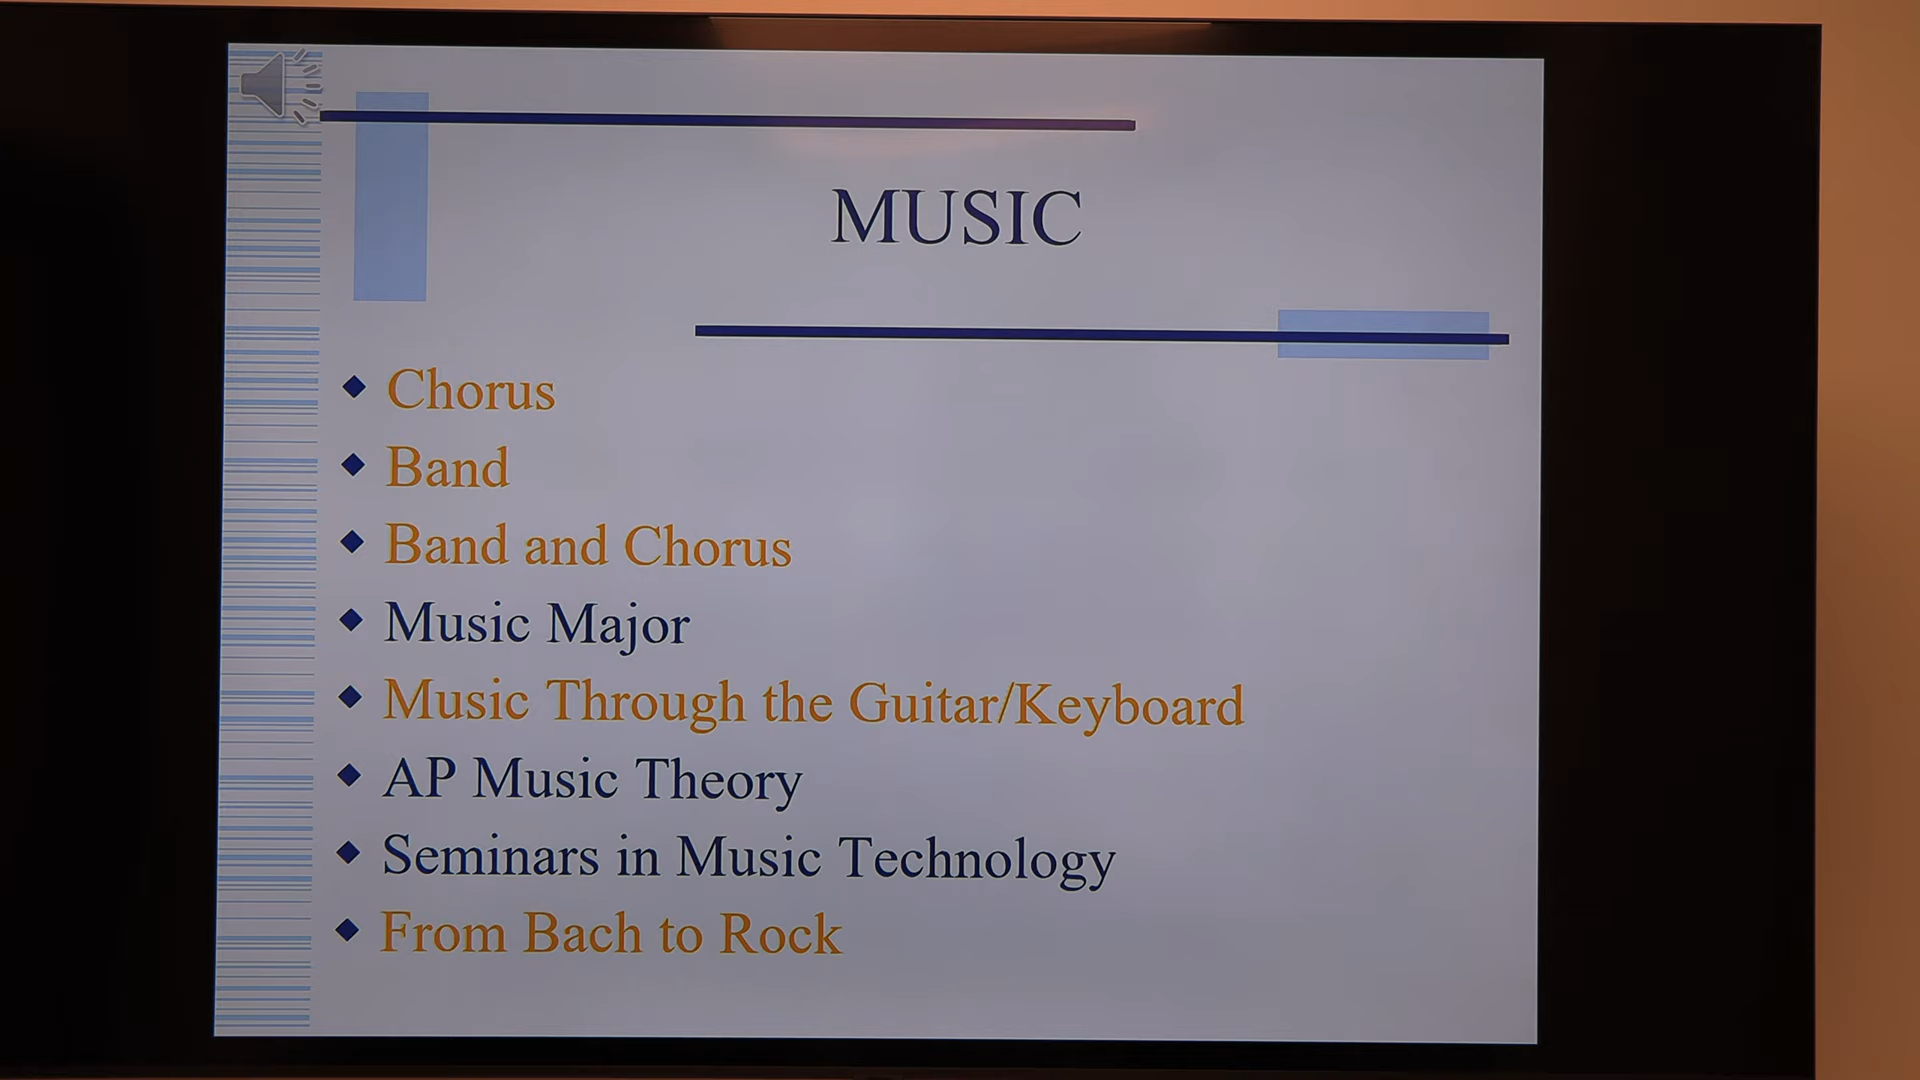 MUSIC
Chorus
Band
Band and Chorus
Music Major
Music Through the Guitar/Keyboard
AP Music Theory
Seminars in Music Technology
From Bach to Rock